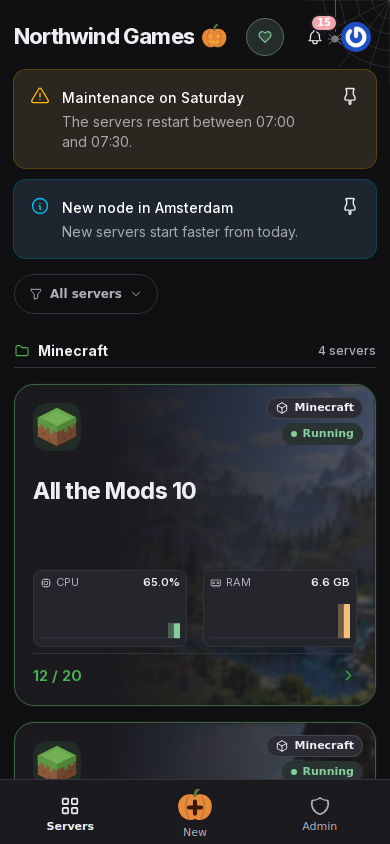 Northwind Games
15
Maintenance on Saturday
The servers restart between 07:00
and 07:30.
New node in Amsterdam
New servers start faster from today.
All servers
Minecraft
4 servers
Minecraft
Running
All the Mods 10
CPU
65.0%
RAM
6.6 GB
12 / 20
Minecraft
Running
Servers
New
Admin